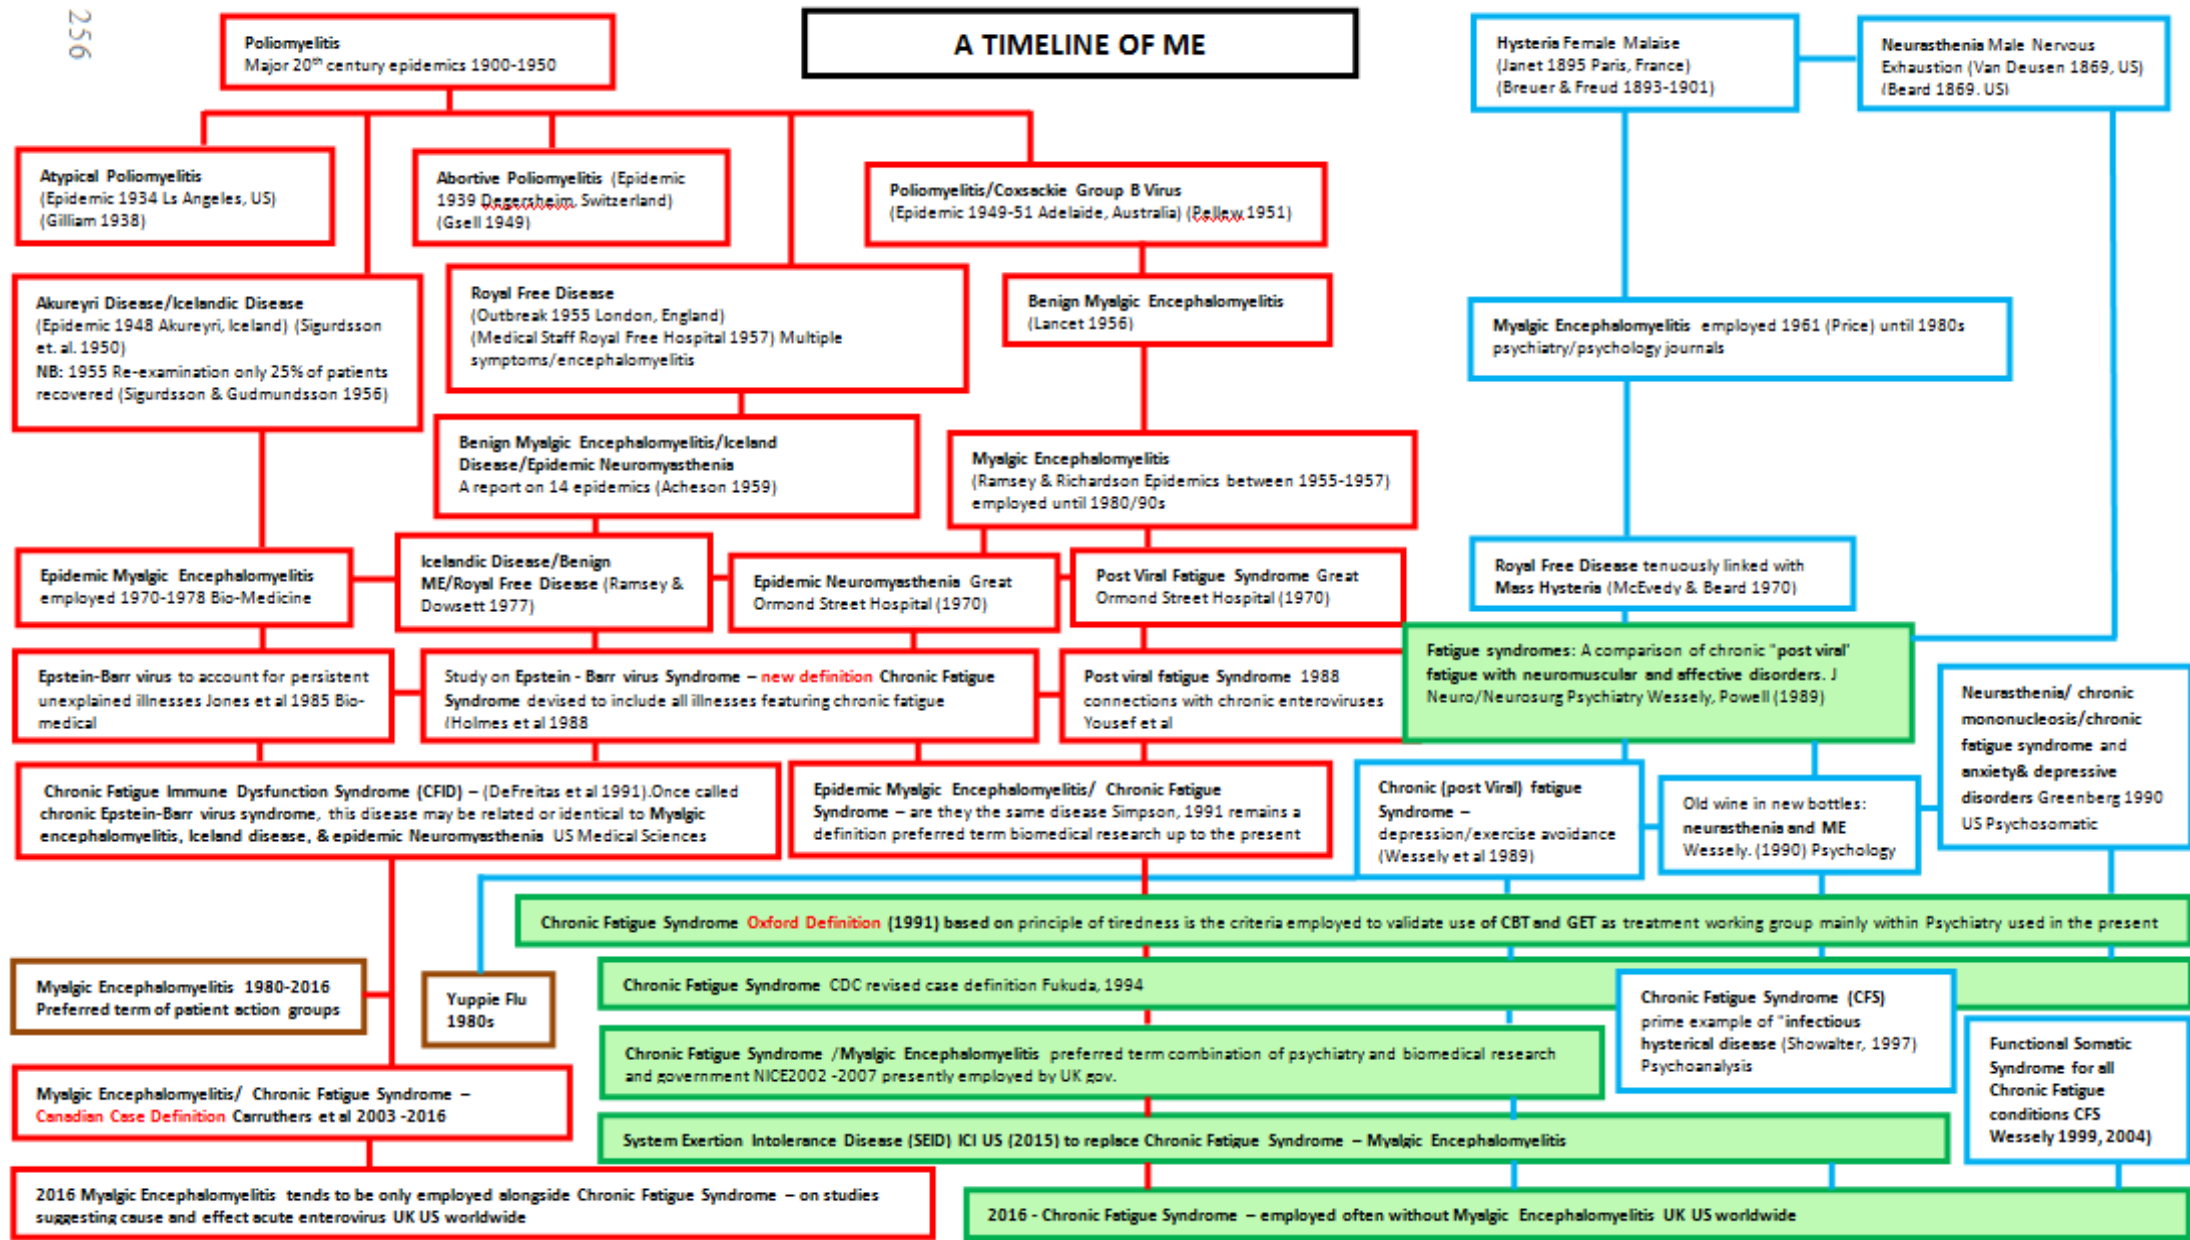 256
A TIMELINE OF ME
Poliomyelitis
Major 20th century epidemics 1900-1950
Hysteria Female Malaise
(Janet 1895 Paris, France)
(Breuer & Freud 1893-1901)
Neurasthenia Male Nervous
Exhaustion (Van Deusen 1869, US)
(Beard 1869. US)
Atypical Poliomyelitis
(Epidemic 1934 Ls Angeles, US)
(Gilliam 1938)
Abortive Poliomyelitis (Epidemic
1939 Degersheim, Switzerland)
(Gsell 1949)
Poliomyelitis/Coxsackie Group B Virus
(Epidemic 1949-51 Adelaide, Australia) (Pellew 1951)
Akureyri Disease/Icelandic Disease
(Epidemic 1948 Akureyri, Iceland) (Sigurdsson
et. al. 1950)
NB: 1955 Re-examination only 25% of patients
recovered (Sigurdsson & Gudmundsson 1956)
Royal Free Disease
(Outbreak 1955 London, England)
(Medical Staff Royal Free Hospital 1957) Multiple
symptoms/encephalomyelitis
Benign Myalgic Encephalomyelitis
(Lancet 1956)
Myalgic Encephalomyelitis employed 1961 (Price) until 1980s
psychiatry/psychology journals
Benign Myalgic Encephalomyelitis/Iceland
Disease/Epidemic Neuromyasthenia
A report on 14 epidemics (Acheson 1959)
Myalgic Encephalomyelitis
(Ramsey & Richardson Epidemics between 1955-1957)
employed until 1980/90s
Epidemic Myalgic Encephalomyelitis
employed 1970-1978 Bio-Medicine
Icelandic Disease/Benign
ME/Royal Free Disease (Ramsey &
Dowsett 1977)
Epidemic Neuromyasthenia Great
Ormond Street Hospital (1970)
Post Viral Fatigue Syndrome Great
Ormond Street Hospital (1970)
Royal Free Disease tenuously linked with
Mass Hysteria (McEvedy & Beard 1970)
Epstein-Barr virus to account for persistent
unexplained illnesses Jones et al 1985 Bio-
medical
Study on Epstein - Barr virus Syndrome – new definition Chronic Fatigue
Syndrome devised to include all illnesses featuring chronic fatigue
(Holmes et al 1988
Post viral fatigue Syndrome 1988
connections with chronic enteroviruses
Yousef et al
Fatigue syndromes: A comparison of chronic "post viral'
fatigue with neuromuscular and affective disorders. J
Neuro/Neurosurg Psychiatry Wessely, Powell (1989)
Neurasthenia/ chronic
mononucleosis/chronic
fatigue syndrome and
anxiety& depressive
disorders Greenberg 1990
US Psychosomatic
Chronic Fatigue Immune Dysfunction Syndrome (CFID) – (DeFreitas et al 1991).Once called
chronic Epstein-Barr virus syndrome, this disease may be related or identical to Myalgic
encephalomyelitis, Iceland disease, & epidemic Neuromyasthenia US Medical Sciences
Epidemic Myalgic Encephalomyelitis/ Chronic Fatigue
Syndrome – are they the same disease Simpson, 1991 remains a
definition preferred term biomedical research up to the present
Chronic (post Viral) fatigue
Syndrome –
depression/exercise avoidance
(Wessely et al 1989)
Old wine in new bottles:
neurasthenia and ME
Wessely. (1990) Psychology
Chronic Fatigue Syndrome Oxford Definition (1991) based on principle of tiredness is the criteria employed to validate use of CBT and GET as treatment working group mainly within Psychiatry used in the present
Myalgic Encephalomyelitis 1980-2016
Preferred term of patient action groups
Yuppie Flu
1980s
Chronic Fatigue Syndrome CDC revised case definition Fukuda, 1994
Chronic Fatigue Syndrome (CFS)
prime example of "infectious
hysterical disease (Showalter, 1997)
Psychoanalysis
Chronic Fatigue Syndrome /Myalgic Encephalomyelitis preferred term combination of psychiatry and biomedical research
and government NICE2002 -2007 presently employed by UK gov.
Functional Somatic
Syndrome for all
Chronic Fatigue
conditions CFS
Wessely 1999, 2004)
Myalgic Encephalomyelitis/ Chronic Fatigue Syndrome –
Canadian Case Definition Carruthers et al 2003 -2016
System Exertion Intolerance Disease (SEID) ICI US (2015) to replace Chronic Fatigue Syndrome – Myalgic Encephalomyelitis
2016 Myalgic Encephalomyelitis tends to be only employed alongside Chronic Fatigue Syndrome – on studies
suggesting cause and effect acute enterovirus UK US worldwide
2016 - Chronic Fatigue Syndrome – employed often without Myalgic Encephalomyelitis UK US worldwide